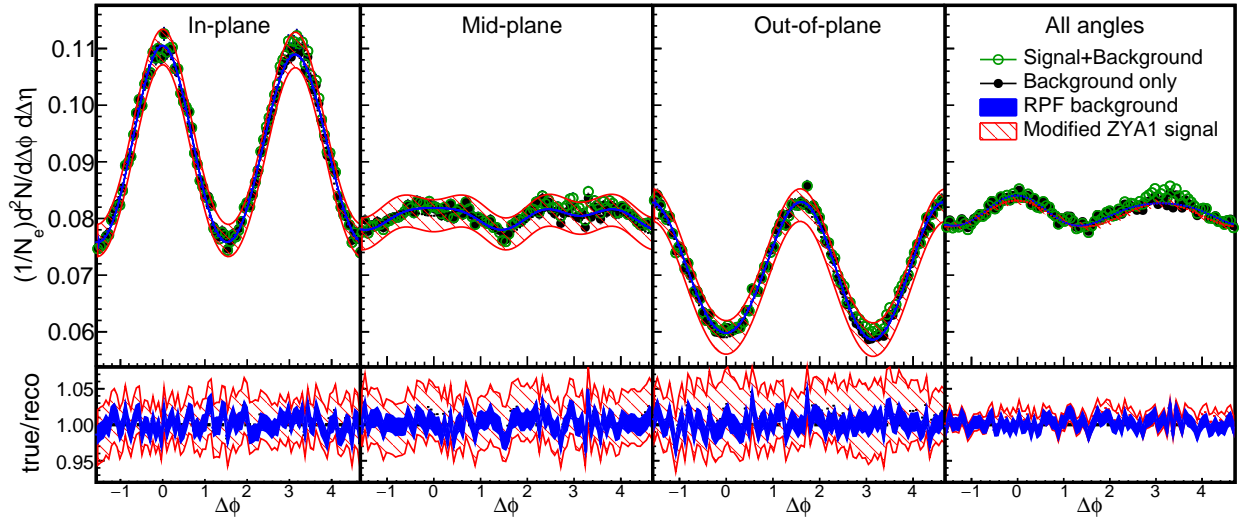 In-plane Mid-plane Out-of-plane All angles
Signal+Background
Background only
RPF background
Modified ZYA1 signal
(1/Nₑ)d²N/dΔϕ dΔη
0.11
0.10
0.09
0.08
0.07
0.06
true/reco
1.05
1.00
0.95
−1 0 1 2 3 4 −1 0 1 2 3 4 −1 0 1 2 3 4 −1 0 1 2 3 4
Δϕ Δϕ Δϕ Δϕ